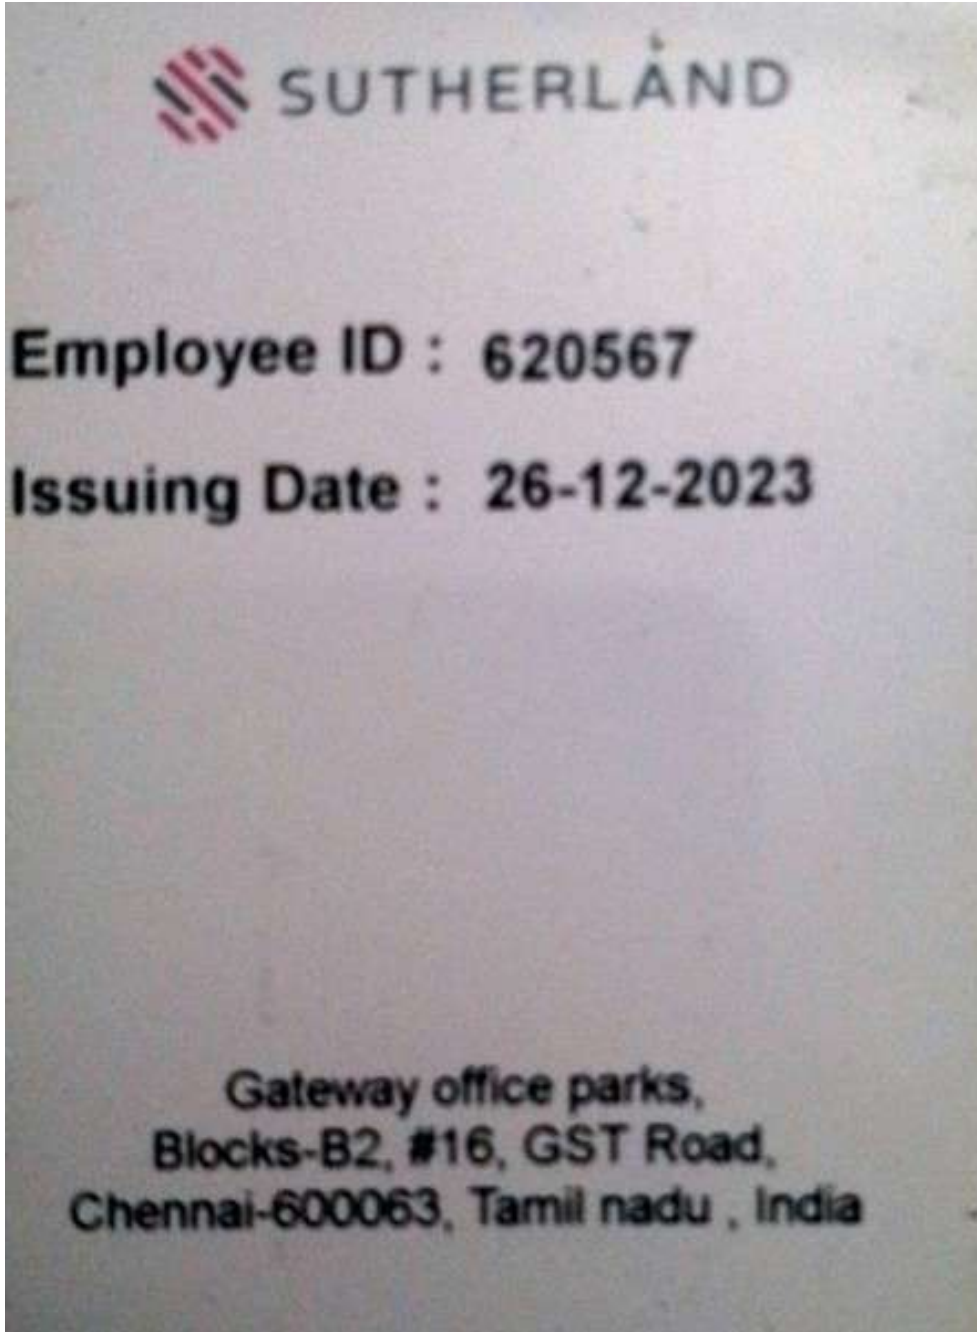 SUTHERLAND
Employee ID : 620567
Issuing Date : 26-12-2023
Gateway office parks,
Blocks-B2, #16, GST Road,
Chennai-600063, Tamil nadu , India